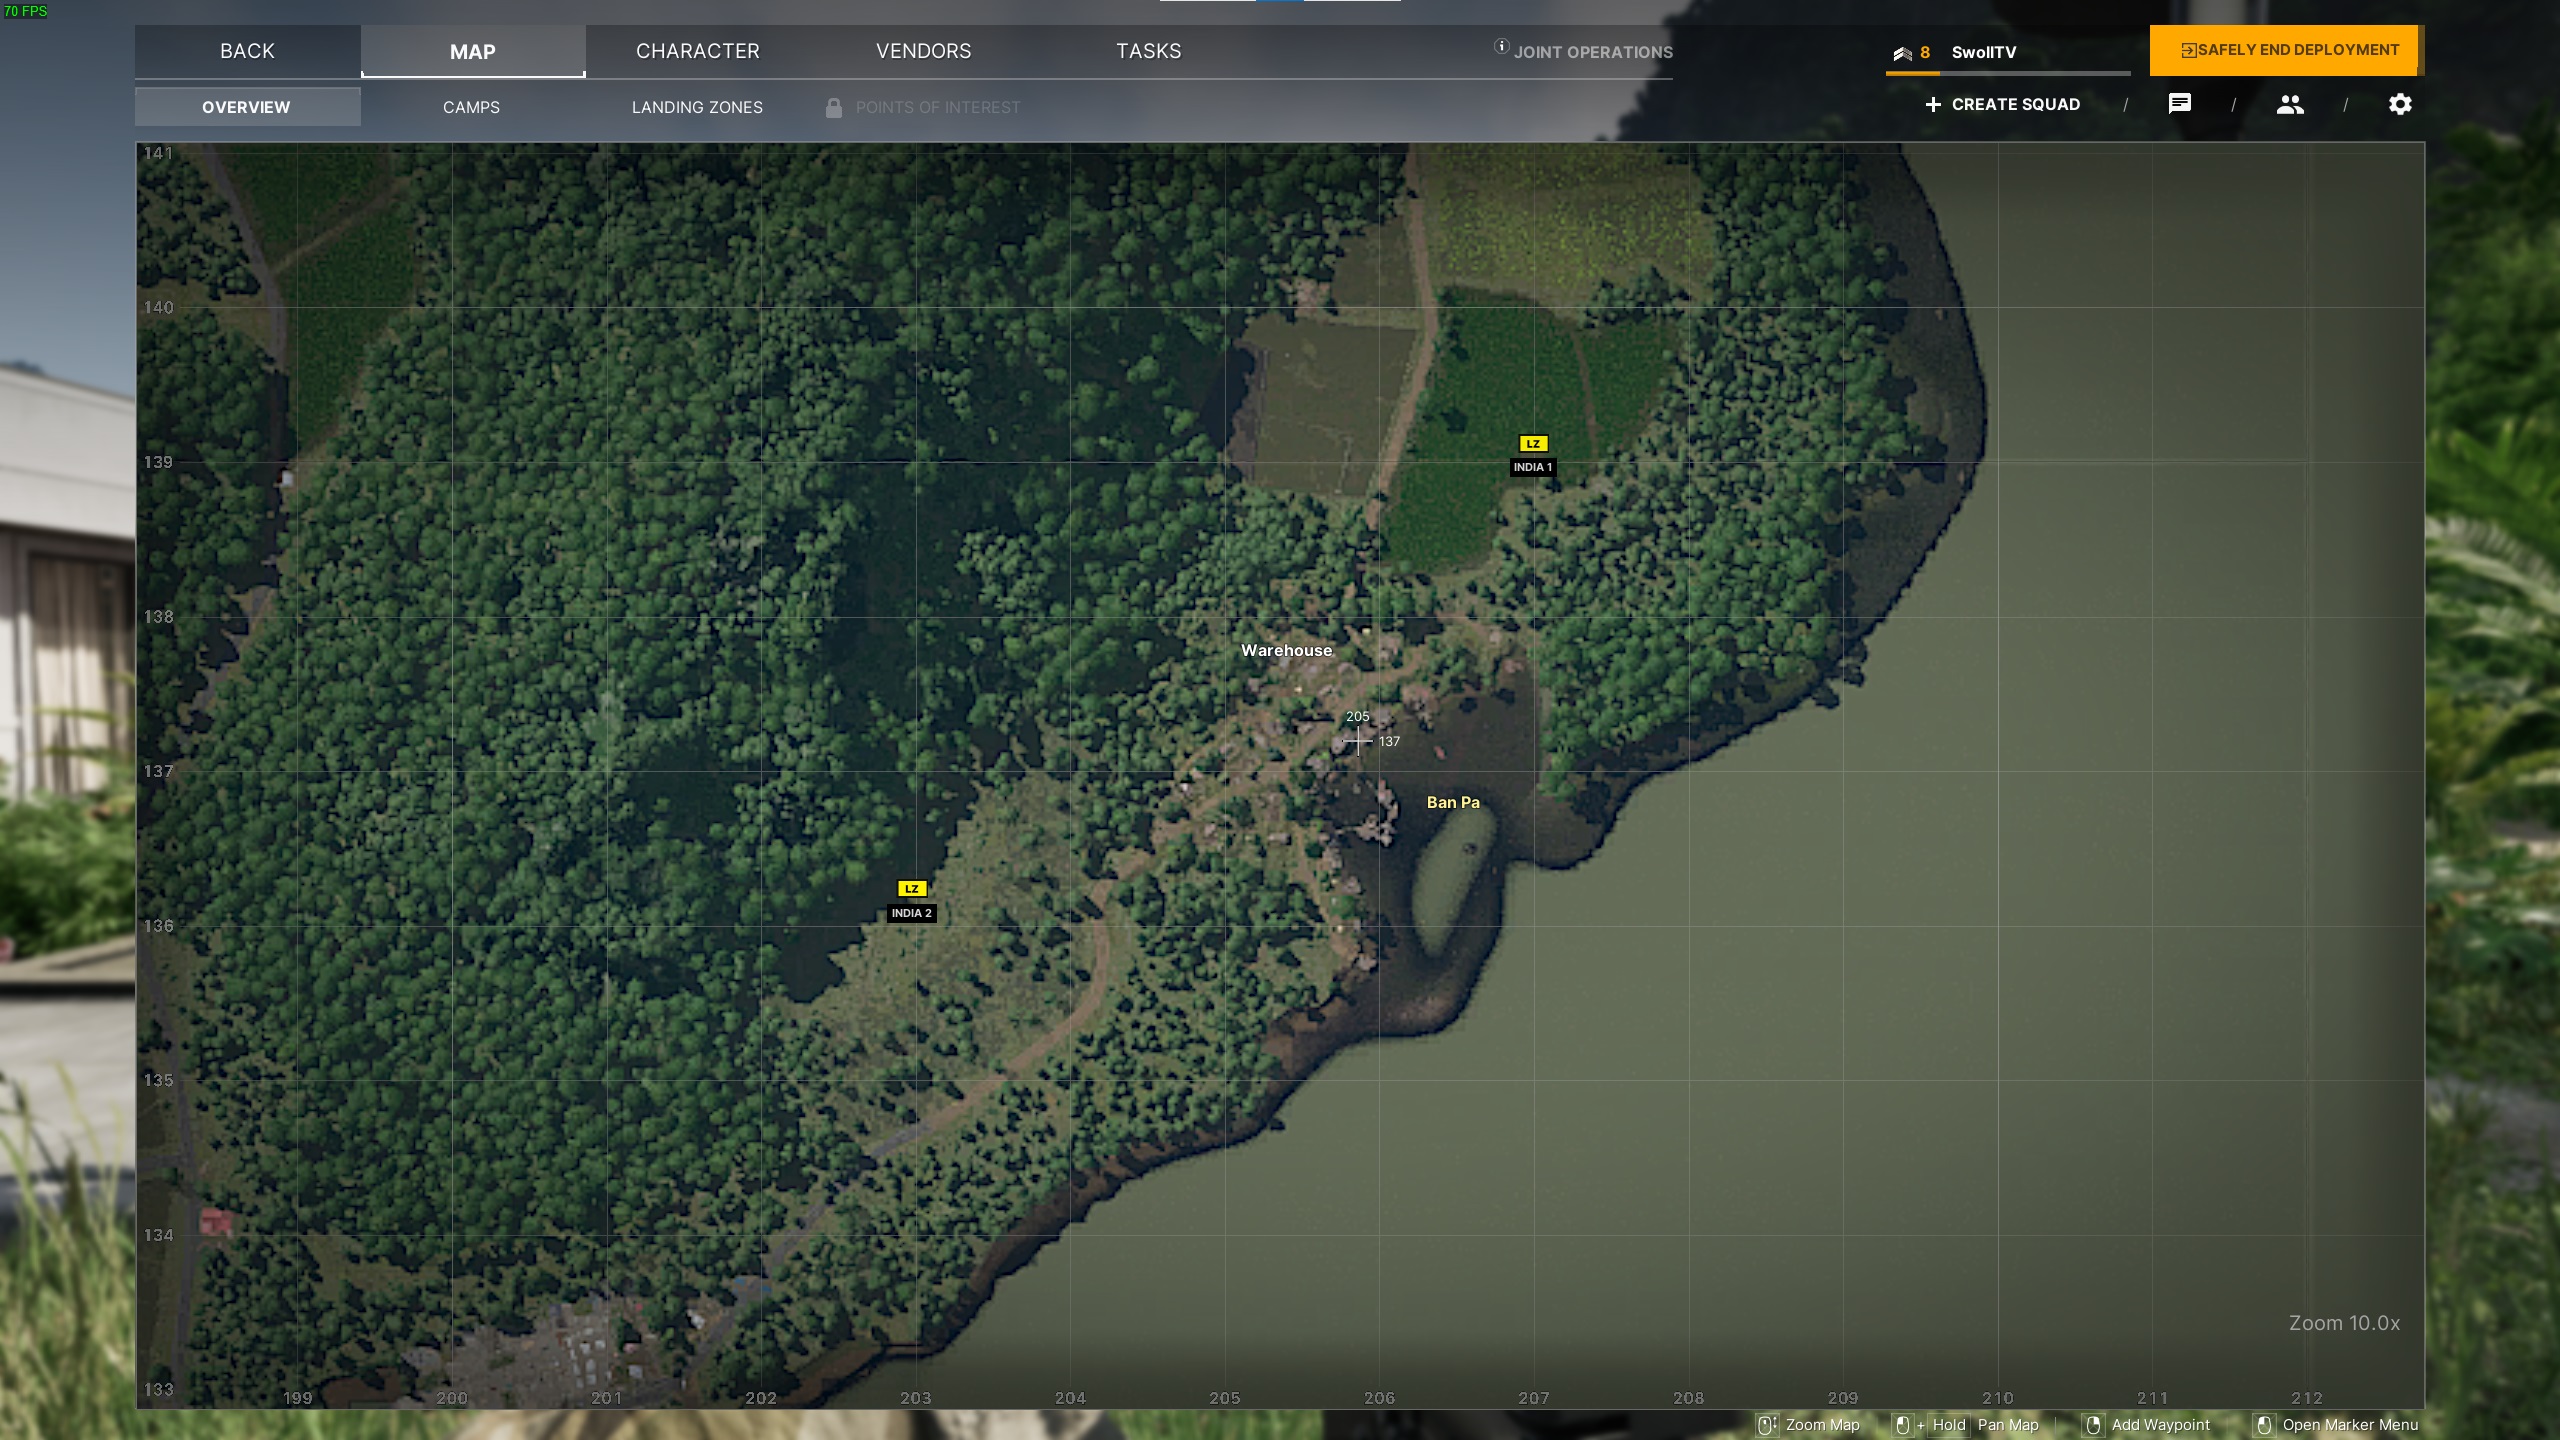 70 FPS
BACK
MAP
CHARACTER
VENDORS
TASKS
JOINT OPERATIONS
8 SwollTV
SAFELY END DEPLOYMENT
OVERVIEW
CAMPS
LANDING ZONES
POINTS OF INTEREST
+ CREATE SQUAD / / /
141
140
139
138
137
136
135
134
133
LZ
INDIA 1
Warehouse
205
137
Ban Pa
LZ
INDIA 2
Zoom 10.0x
199 200 201 202 203 204 205 206 207 208 209 210 211 212
Zoom Map + Hold Pan Map Add Waypoint Open Marker Menu